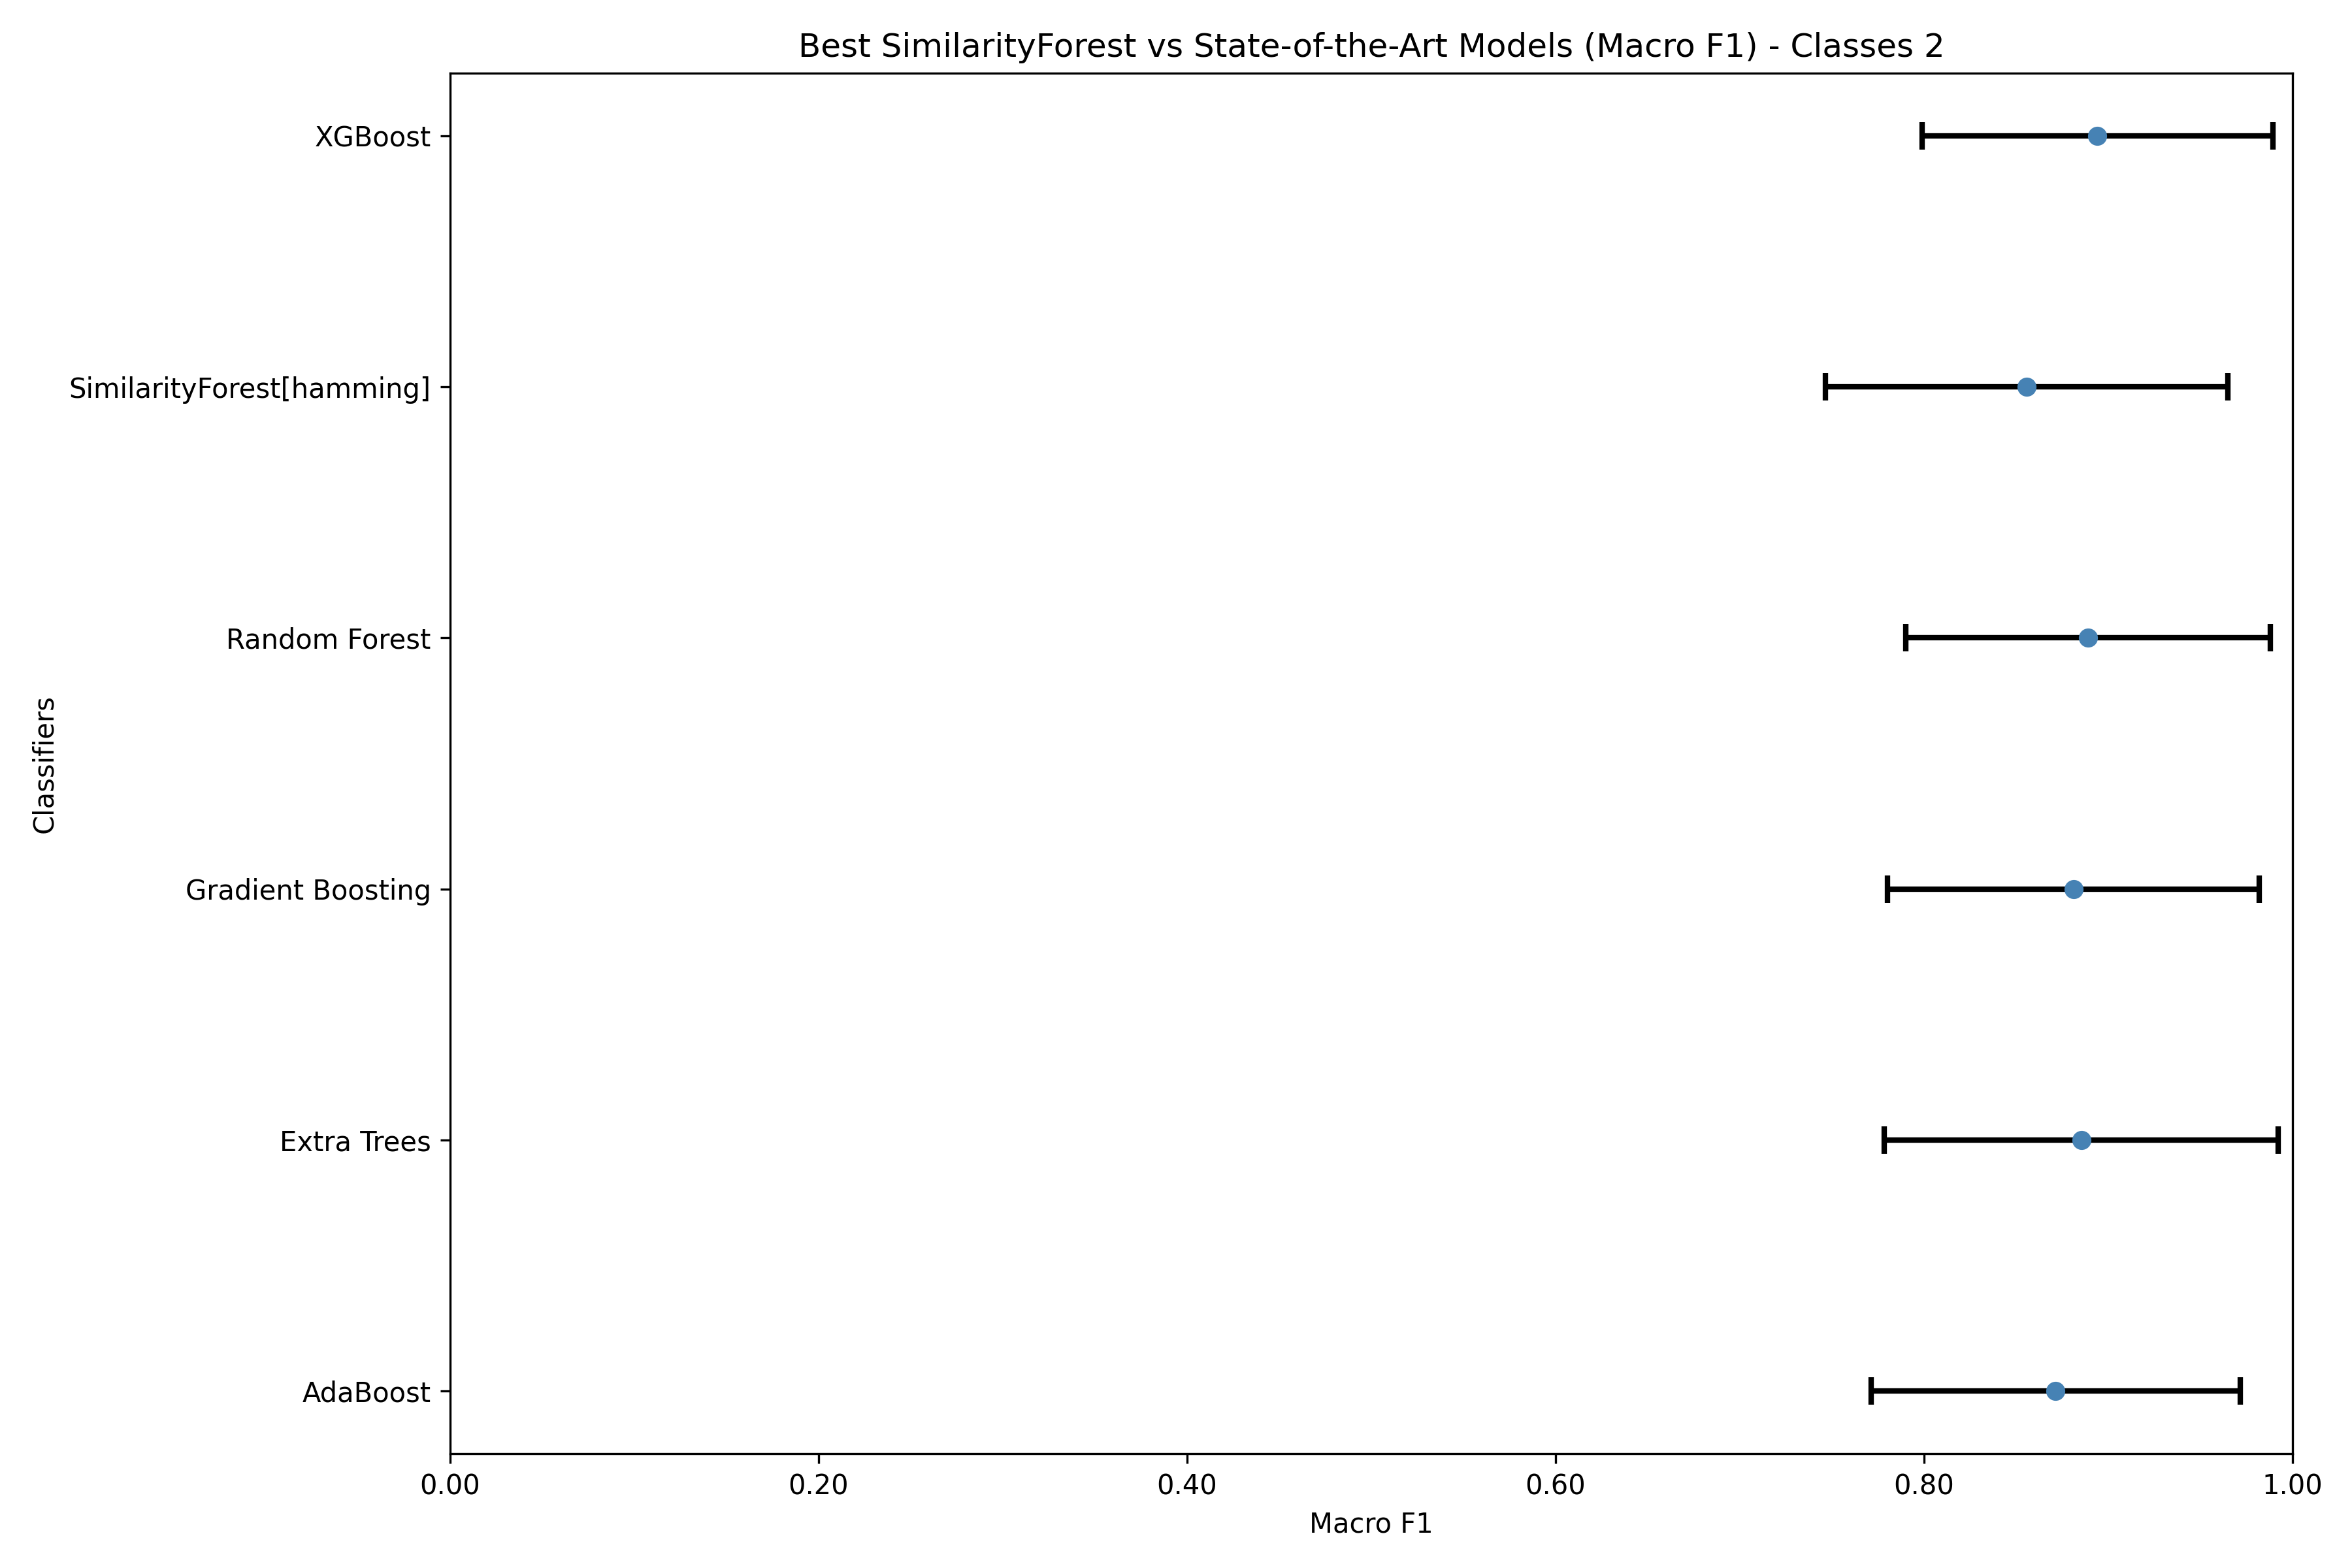 Best SimilarityForest vs State-of-the-Art Models (Macro F1) - Classes 2
XGBoost
SimilarityForest[hamming]
Random Forest
Gradient Boosting
Extra Trees
AdaBoost
Classifiers
0.00 0.20 0.40 0.60 0.80 1.00
Macro F1